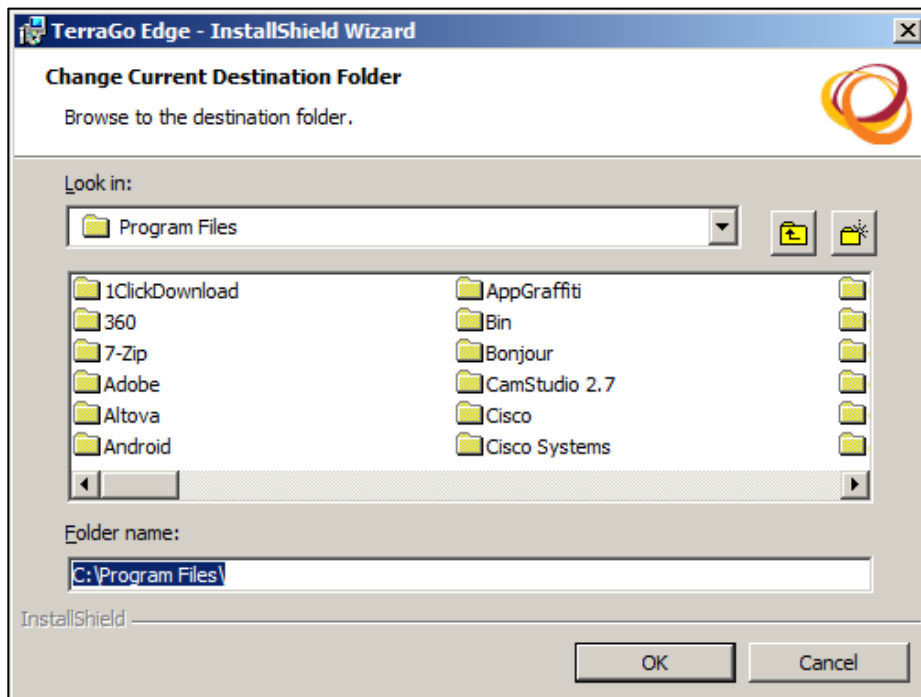 TerraGo Edge - InstallShield Wizard
Change Current Destination Folder
Browse to the destination folder.
Look in:
Program Files
1ClickDownload
360
7-Zip
Adobe
Altova
Android
AppGraffiti
Bin
Bonjour
CamStudio 2.7
Cisco
Cisco Systems
Folder name:
C:\Program Files\
InstallShield
OK Cancel